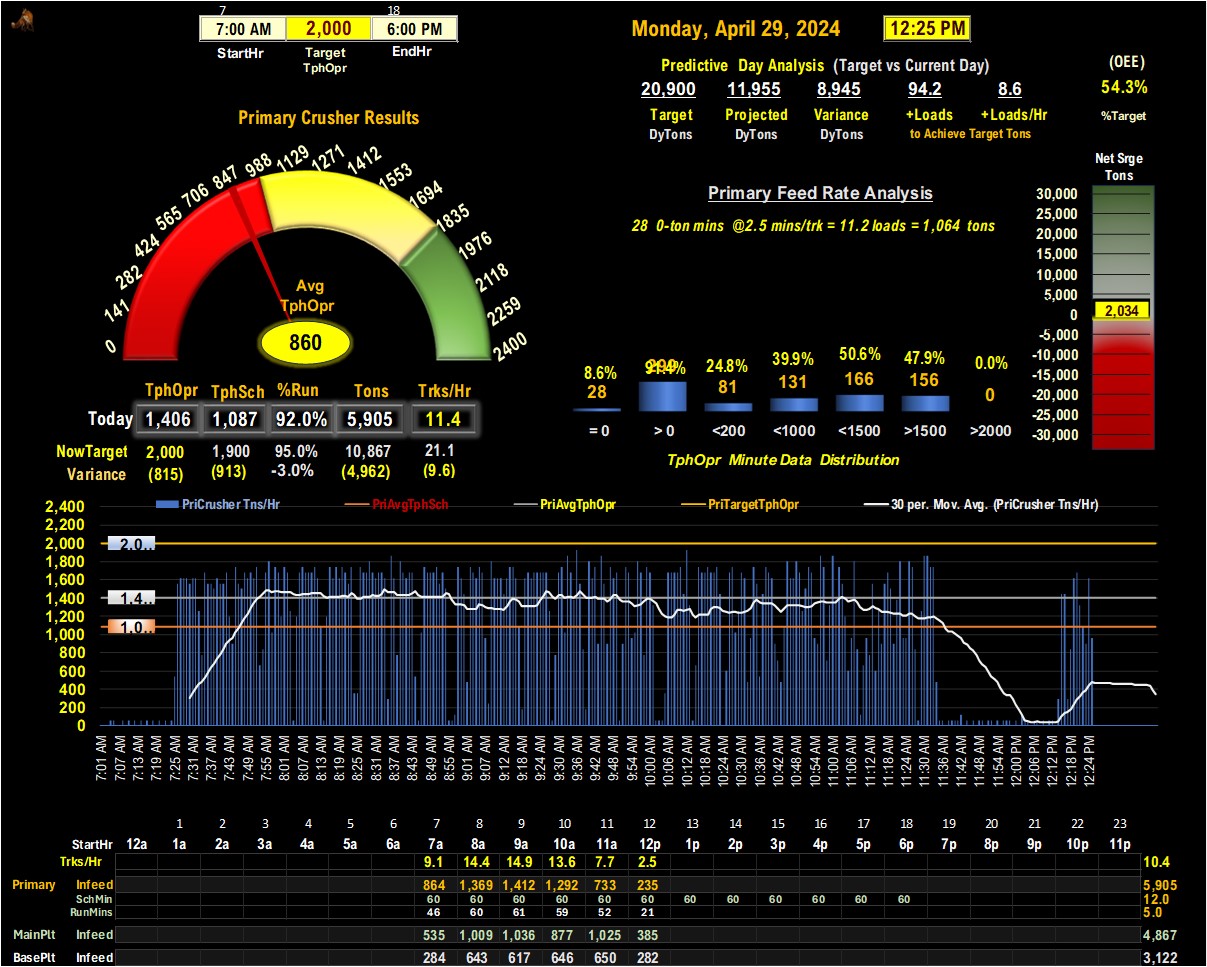 7 18
7:00 AM 2,000 6:00 PM
StartHr Target TphOpr EndHr
Monday, April 29, 2024 12:25 PM
Predictive Day Analysis (Target vs Current Day)
20,900 11,955 8,945 94.2 8.6
Target Projected Variance +Loads +Loads/Hr
DyTons DyTons DyTons to Achieve Target Tons
(OEE)
54.3%
%Target
Primary Crusher Results
0 141 282 424 565 706 847 988 1129 1271 1412 1553 1694 1835 1976 2118 2259 2400
Avg
TphOpr
860
Primary Feed Rate Analysis
28 0-ton mins @2.5 mins/trk = 11.2 loads = 1,064 tons
Net Srge
Tons
30,000
25,000
20,000
15,000
10,000
5,000
0
2,034
-5,000
-10,000
-15,000
-20,000
-25,000
-30,000
8.6% 91.4% 24.8% 39.9% 50.6% 47.9% 0.0%
28 81 131 166 156 0
= 0 > 0 <200 <1000 <1500 >1500 >2000
TphOpr Minute Data Distribution
TphOpr TphSch %Run Tons Trks/Hr
Today 1,406 1,087 92.0% 5,905 11.4
NowTarget 2,000 1,900 95.0% 10,867 21.1
Variance (815) (913) -3.0% (4,962) (9.6)
PriCrusher Tns/Hr PriAvgTphSch PriAvgTphOpr PriTargetTphOpr 30 per. Mov. Avg. (PriCrusher Tns/Hr)
2,400
2,200
2,000
1,800
1,600
1,400
1,200
1,000
800
600
400
200
0
2.0..
1.4...
1.0...
7:01 AM 7:07 AM 7:13 AM 7:19 AM 7:25 AM 7:31 AM 7:37 AM 7:43 AM 7:49 AM 7:55 AM 8:01 AM 8:07 AM 8:13 AM 8:19 AM 8:25 AM 8:31 AM 8:37 AM 8:43 AM 8:49 AM 8:55 AM 9:01 AM 9:07 AM 9:12 AM 9:18 AM 9:24 AM 9:30 AM 9:36 AM 9:42 AM 9:48 AM 9:54 AM 10:00 AM 10:06 AM 10:12 AM 10:18 AM 10:24 AM 10:30 AM 10:36 AM 10:42 AM 10:48 AM 10:54 AM 11:00 AM 11:06 AM 11:12 AM 11:18 AM 11:24 AM 11:30 AM 11:36 AM 11:42 AM 11:48 AM 11:54 AM 12:00 PM 12:06 PM 12:12 PM 12:18 PM 12:24 PM
1 2 3 4 5 6 7 8 9 10 11 12 13 14 15 16 17 18 19 20 21 22 23
StartHr 12a 1a 2a 3a 4a 5a 6a 7a 8a 9a 10a 11a 12p 1p 2p 3p 4p 5p 6p 7p 8p 9p 10p 11p
Trks/Hr 9.1 14.4 14.9 13.6 7.7 2.5 10.4
Primary Infeed 864 1,369 1,412 1,292 733 235 5,905
SchMin 60 60 60 60 60 60 60 60 60 60 60 60 12.0
RunMins 46 60 61 59 52 21 5.0
MainPlt Infeed 535 1,009 1,036 877 1,025 385 4,867
BasePlt Infeed 284 643 617 646 650 282 3,122